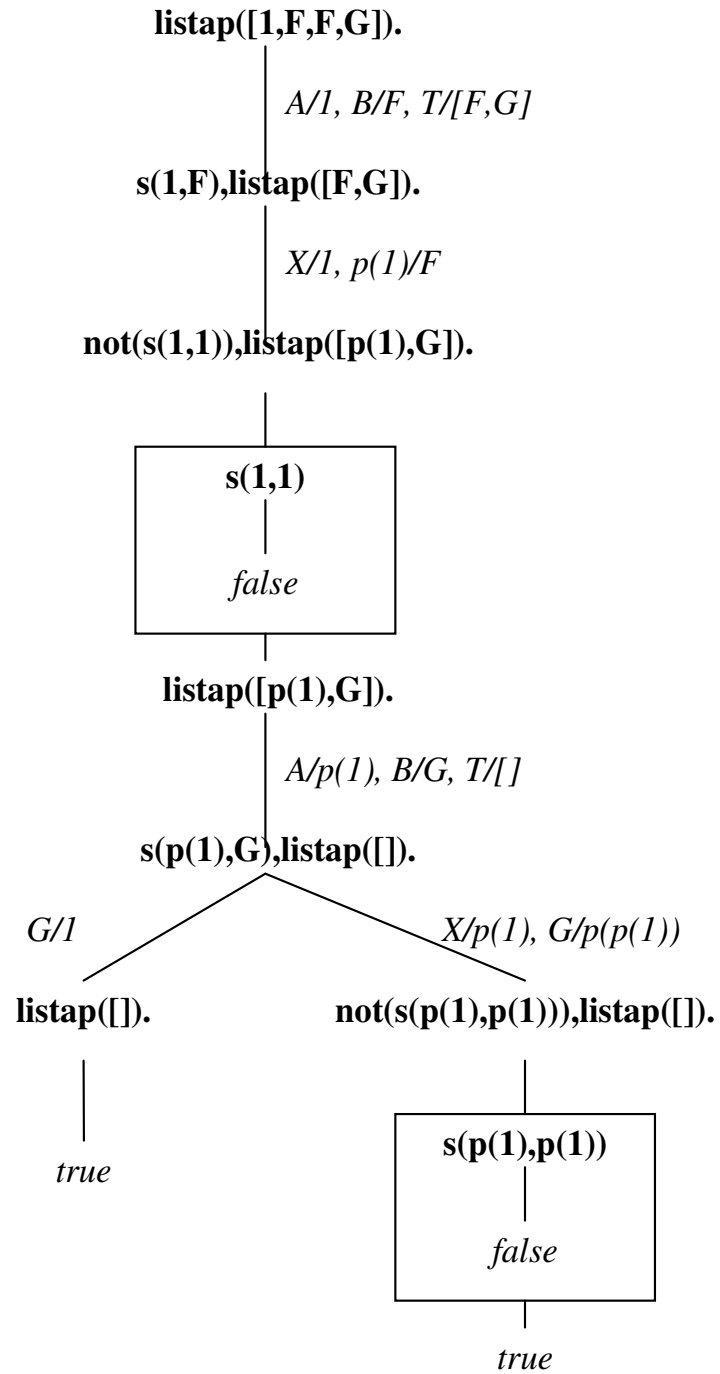 listap([1,F,F,G]).
A/1, B/F, T/[F,G]
s(1,F),listap([F,G]).
X/1, p(1)/F
not(s(1,1)),listap([p(1),G]).
s(1,1)
false
listap([p(1),G]).
A/p(1), B/G, T/[]
s(p(1),G),listap([]).
G/1
X/p(1), G/p(p(1))
listap([]).
not(s(p(1),p(1))),listap([]).
true
s(p(1),p(1))
false
true